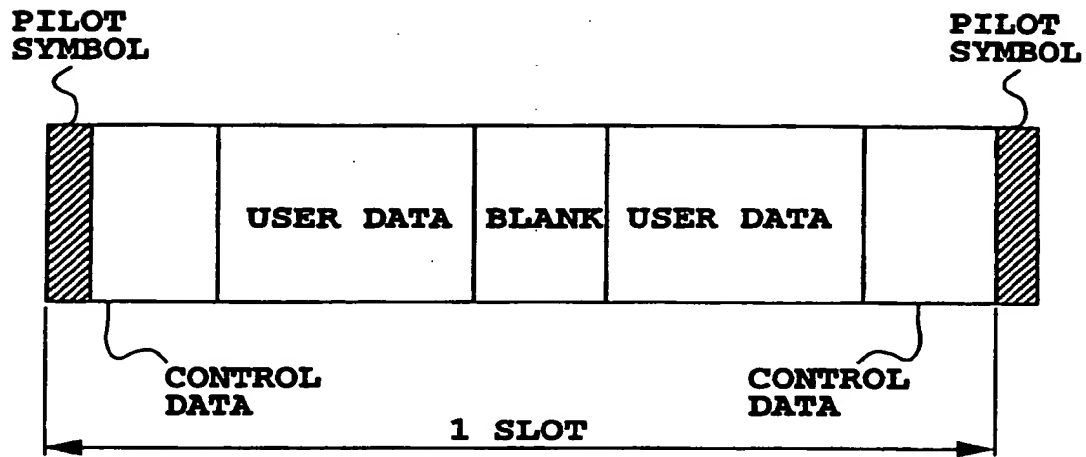 PILOT
SYMBOL
PILOT
SYMBOL
USER DATA
BLANK
USER DATA
CONTROL
DATA
CONTROL
DATA
1 SLOT